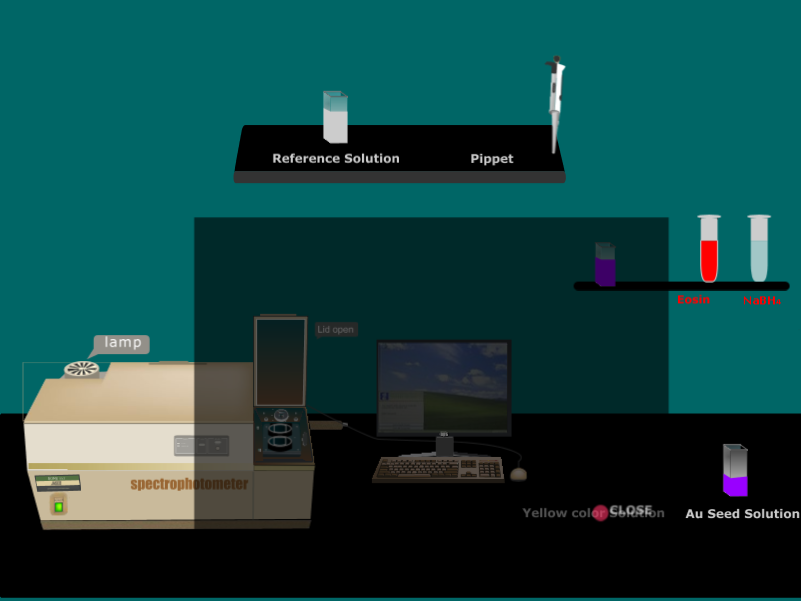 Reference Solution
Pippet
Eosin
NaBH₄
Lid open
lamp
spectrophotometer
Yellow color Solution
CLOSE
Au Seed Solution